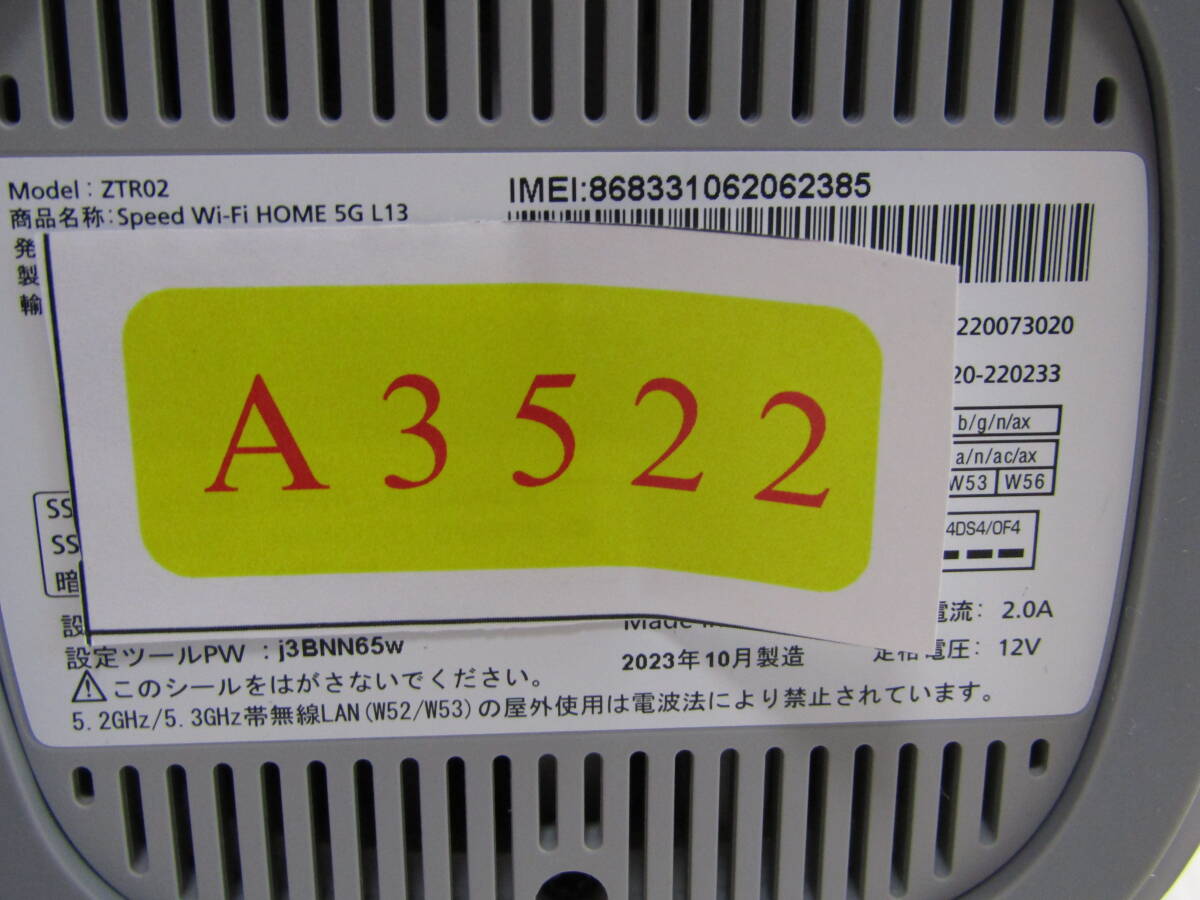 Model : ZTR02
商品名称:Speed Wi-Fi HOME 5G L13
IMEI:868331062062385
発
製
輸
220073020
20-220233
b/g/n/ax
a/n/ac/ax
W53 W56
4DS4/OF4
A3522
SS
SS
暗
電流: 2.0A
設
Made
設定ツールPW :j3BNN65w
2023年10月製造
定格電圧: 12V
⚠このシールをはがさないでください。
5.2GHz/5.3GHz帯無線LAN(W52/W53)の屋外使用は電波法により禁止されています。